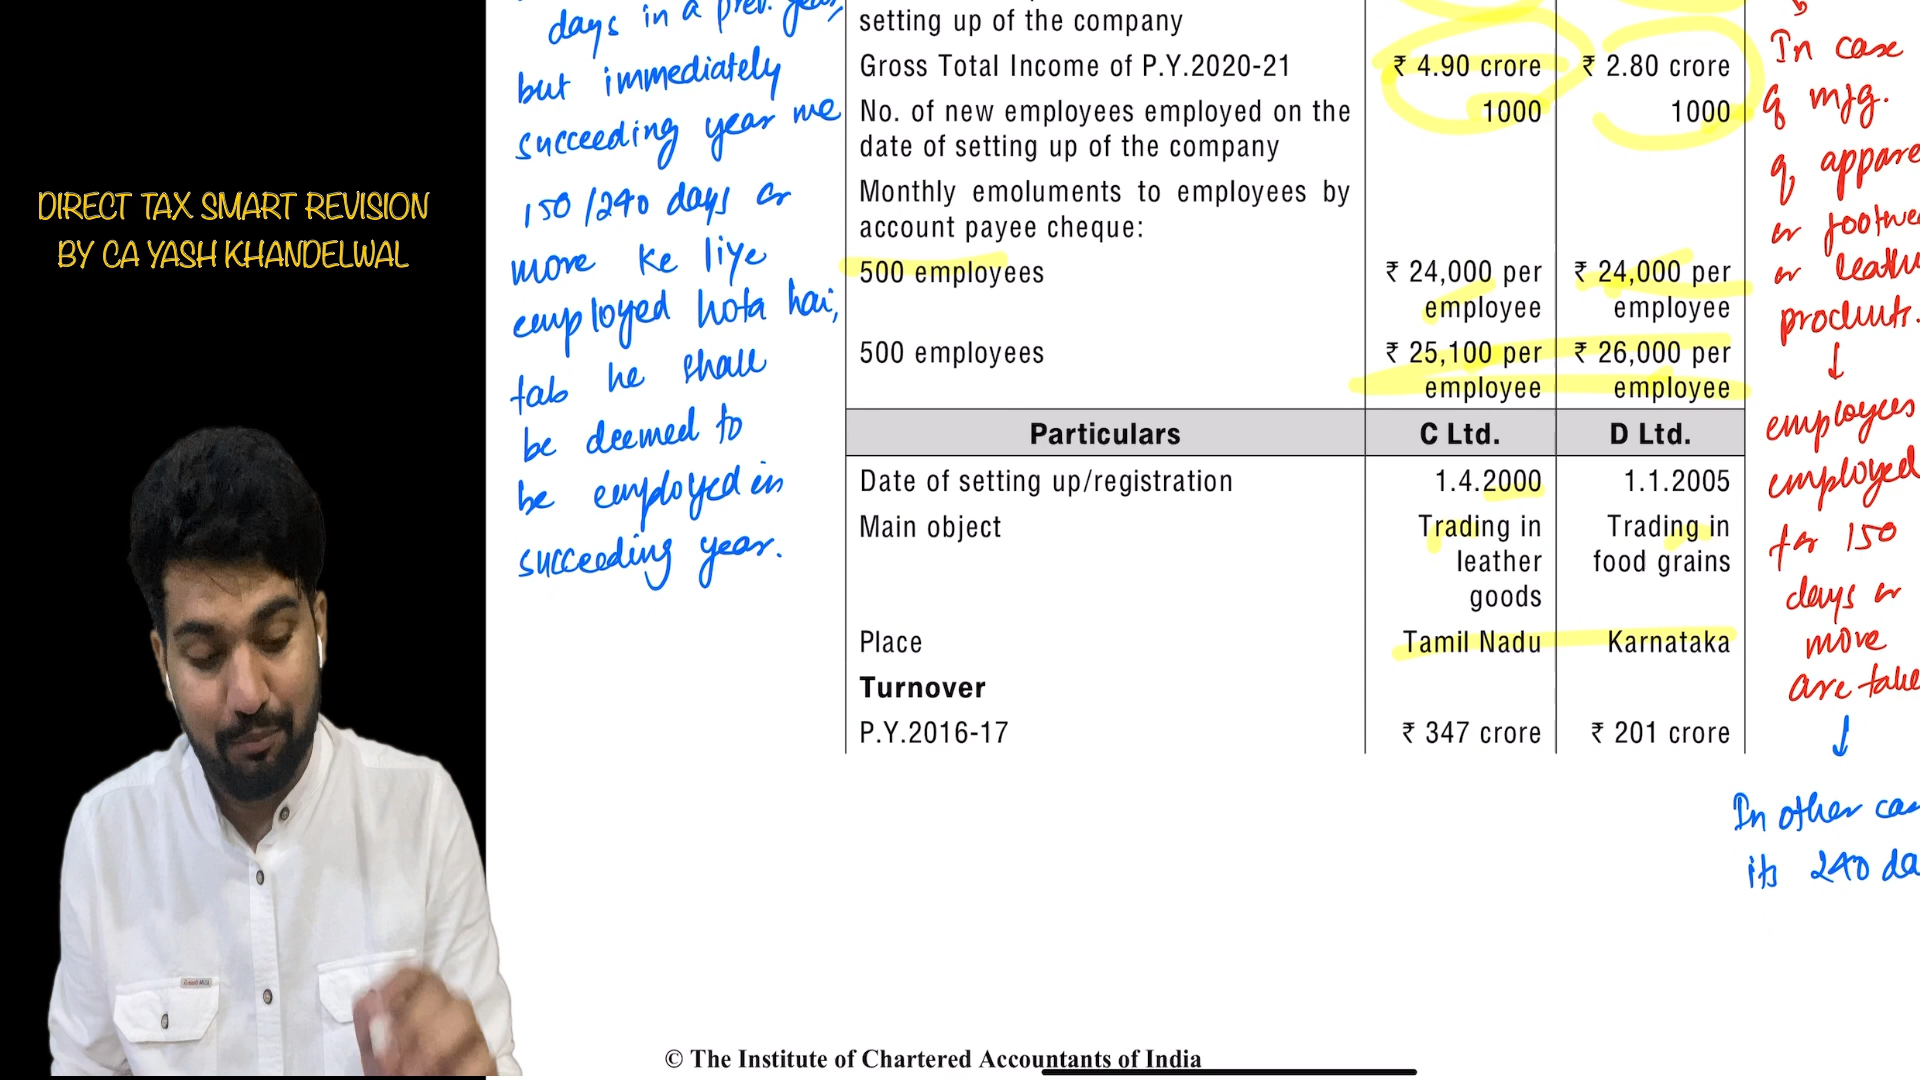 DIRECT TAX SMART REVISION
BY CA YASH KHANDELWAL
days in a prev. year,
but immediately
succeeding year me
150/240 days or
more ke liye
employed hota hai,
tab he shall
be deemed to
be employed in
succeeding year.
setting up of the company
Gross Total Income of P.Y.2020-21 ₹ 4.90 crore ₹ 2.80 crore
No. of new employees employed on the 1000 1000
date of setting up of the company
Monthly emoluments to employees by
account payee cheque:
500 employees ₹ 24,000 per ₹ 24,000 per
employee employee
500 employees ₹ 25,100 per ₹ 26,000 per
employee employee
Particulars C Ltd. D Ltd.
Date of setting up/registration 1.4.2000 1.1.2005
Main object Trading in Trading in
leather food grains
goods
Place Tamil Nadu Karnataka
Turnover
P.Y.2016-17 ₹ 347 crore ₹ 201 crore
In case
of mfg.
of appare
or footwe
or leathe
products.
employees
employed
for 150
days or
more
are take
In other cas
its 240 da
© The Institute of Chartered Accountants of India